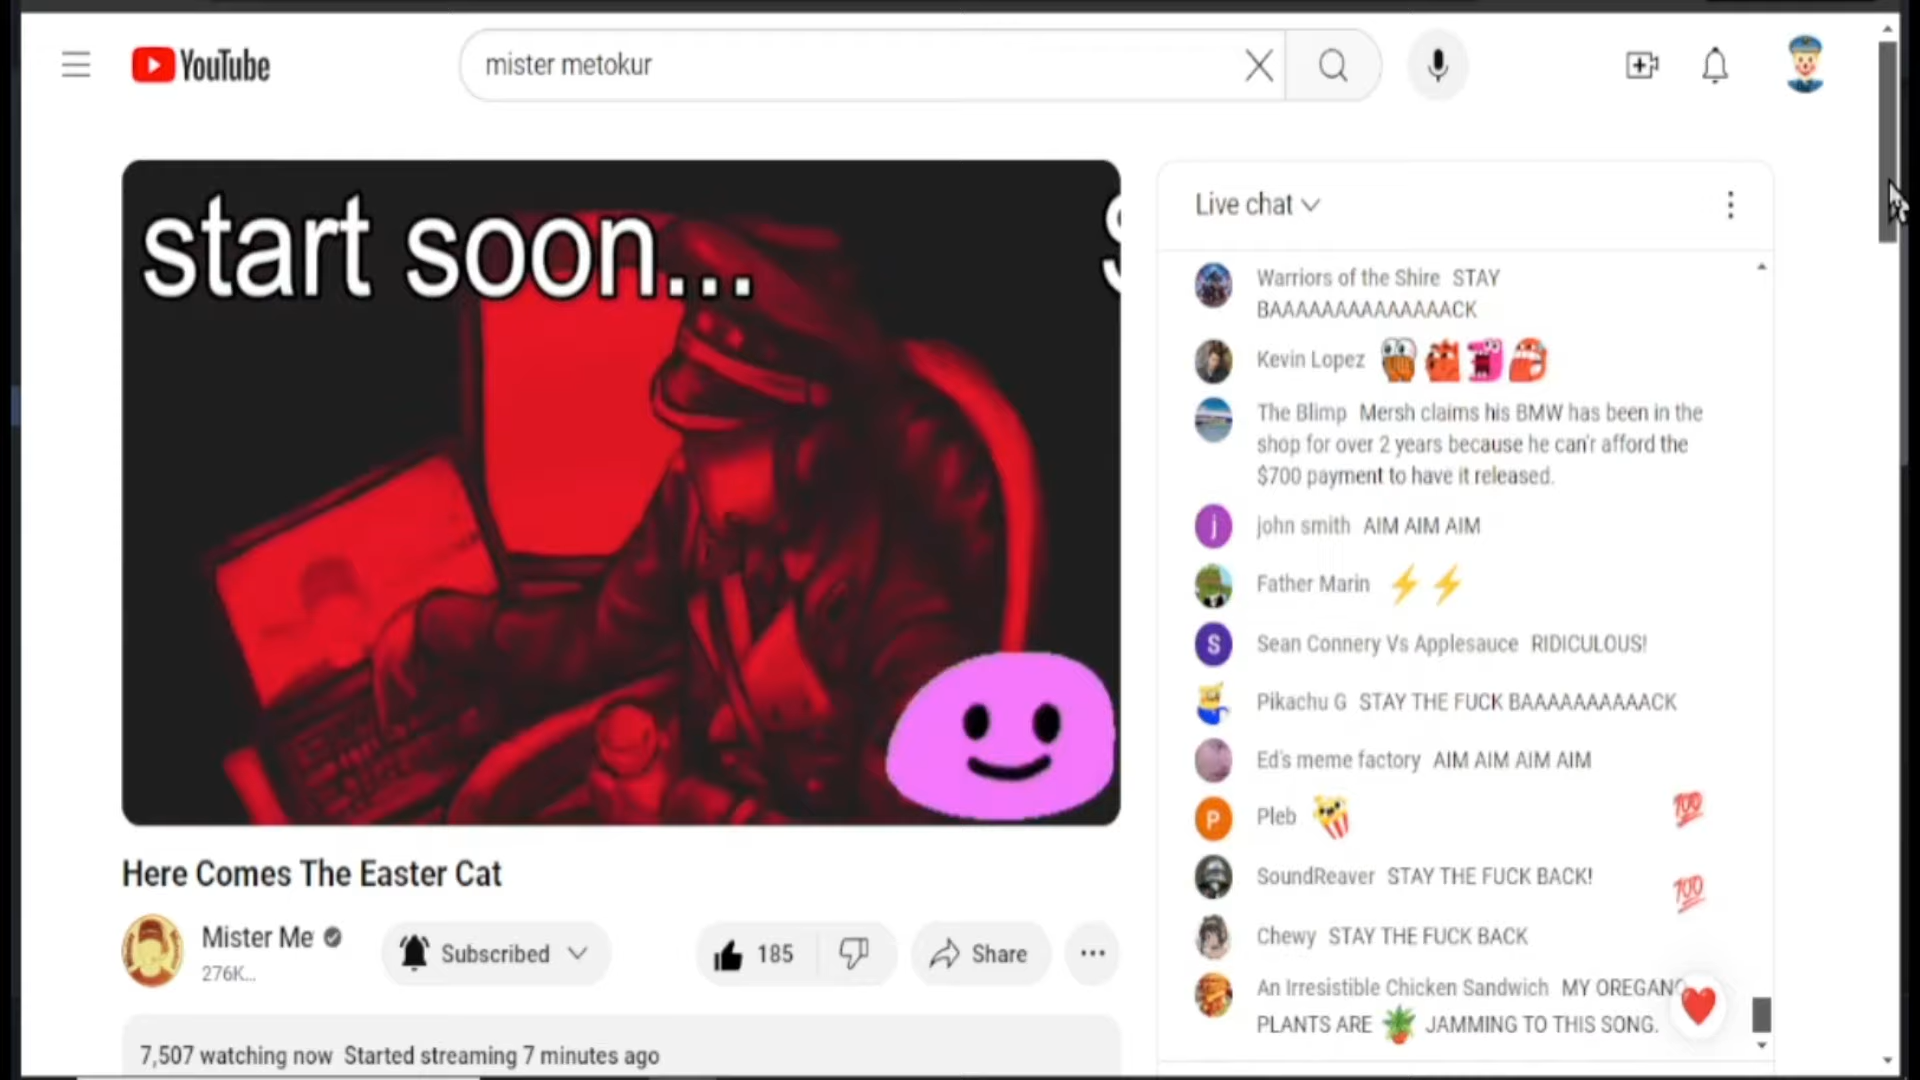 YouTube
mister metokur
start soon...
Live chat
Warriors of the Shire STAY
BAAAAAAAAAAAAAACK
Kevin Lopez
The Blimp Mersh claims his BMW has been in the
shop for over 2 years because he can'r afford the
$700 payment to have it released.
john smith AIM AIM AIM
Father Marin
Sean Connery Vs Applesauce RIDICULOUS!
Pikachu G STAY THE FUCK BAAAAAAAAAACK
Ed's meme factory AIM AIM AIM AIM
Pleb
SoundReaver STAY THE FUCK BACK!
Chewy STAY THE FUCK BACK
An Irresistible Chicken Sandwich MY OREGANO
PLANTS ARE JAMMING TO THIS SONG.
Here Comes The Easter Cat
Mister Me
276K...
Subscribed
185
Share
7,507 watching now Started streaming 7 minutes ago